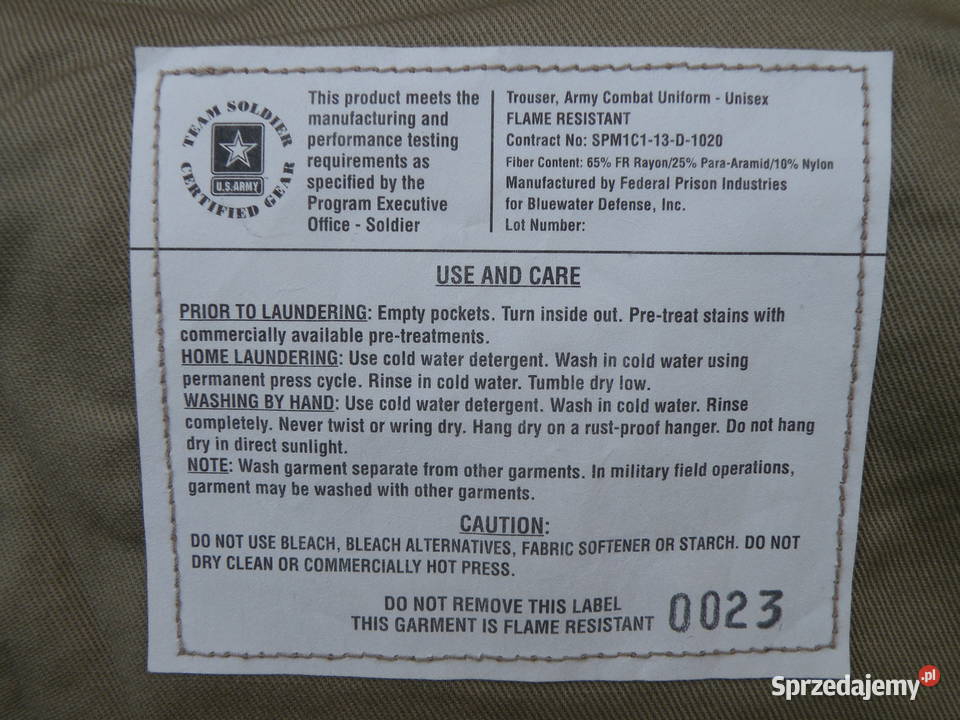 TEAM SOLDIER
CERTIFIED GEAR
U.S.ARMY
This product meets the
manufacturing and
performance testing
requirements as
specified by the
Program Executive
Office - Soldier
Trouser, Army Combat Uniform - Unisex
FLAME RESISTANT
Contract No: SPM1C1-13-D-1020
Fiber Content: 65% FR Rayon/25% Para-Aramid/10% Nylon
Manufactured by Federal Prison Industries
for Bluewater Defense, Inc.
Lot Number:
USE AND CARE
PRIOR TO LAUNDERING: Empty pockets. Turn inside out. Pre-treat stains with
commercially available pre-treatments.
HOME LAUNDERING: Use cold water detergent. Wash in cold water using
permanent press cycle. Rinse in cold water. Tumble dry low.
WASHING BY HAND: Use cold water detergent. Wash in cold water. Rinse
completely. Never twist or wring dry. Hang dry on a rust-proof hanger. Do not hang
dry in direct sunlight.
NOTE: Wash garment separate from other garments. In military field operations,
garment may be washed with other garments.
CAUTION:
DO NOT USE BLEACH, BLEACH ALTERNATIVES, FABRIC SOFTENER OR STARCH. DO NOT
DRY CLEAN OR COMMERCIALLY HOT PRESS.
DO NOT REMOVE THIS LABEL
THIS GARMENT IS FLAME RESISTANT
0023
Sprzedajemy.pl